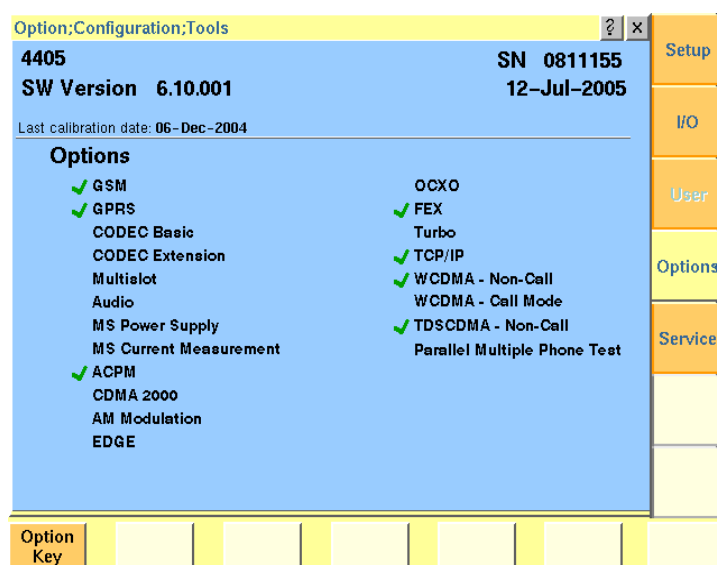 Option;Configuration;Tools ? x
4405 SN 0811155
SW Version 6.10.001 12-Jul-2005
Last calibration date: 06-Dec-2004
Options
GSM
GPRS
CODEC Basic
CODEC Extension
Multislot
Audio
MS Power Supply
MS Current Measurement
ACPM
CDMA 2000
AM Modulation
EDGE
OCXO
FEX
Turbo
TCP/IP
WCDMA - Non-Call
WCDMA - Call Mode
TDSCDMA - Non-Call
Parallel Multiple Phone Test
Setup
I/O
User
Options
Service
Option
Key